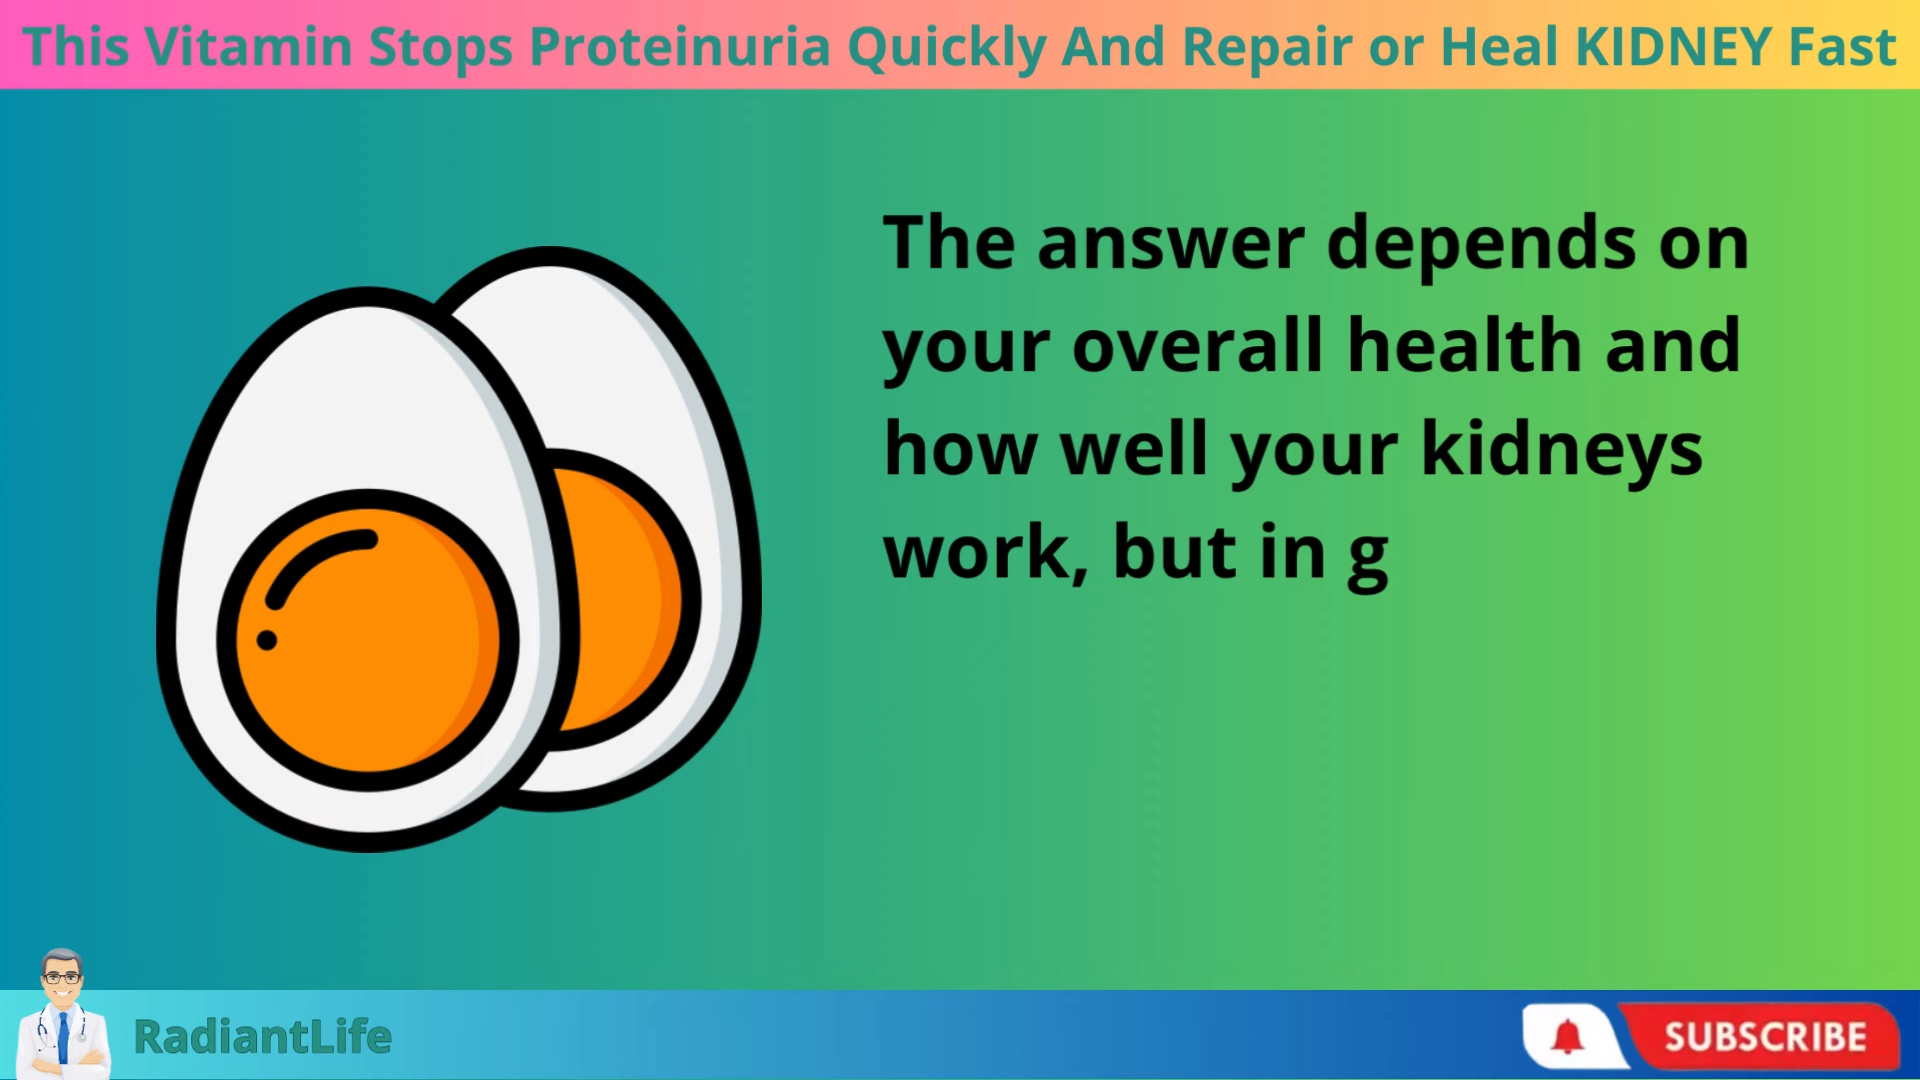 This Vitamin Stops Proteinuria Quickly And Repair or Heal KIDNEY Fast
The answer depends on
your overall health and
how well your kidneys
work, but in g
RadiantLife
SUBSCRIBE